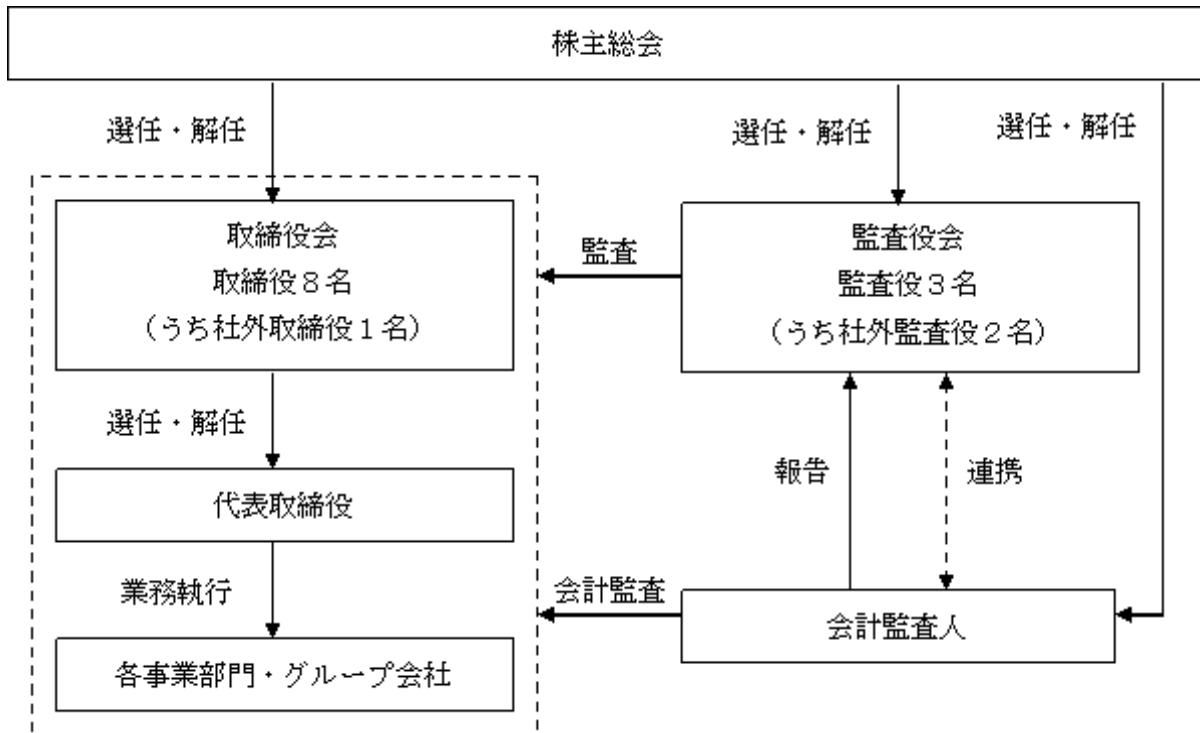 株主総会
選任・解任
選任・解任
選任・解任
取締役会
取締役８名
（うち社外取締役１名）
監査
監査役会
監査役３名
（うち社外監査役２名）
選任・解任
報告
連携
代表取締役
業務執行
会計監査
会計監査人
各事業部門・グループ会社